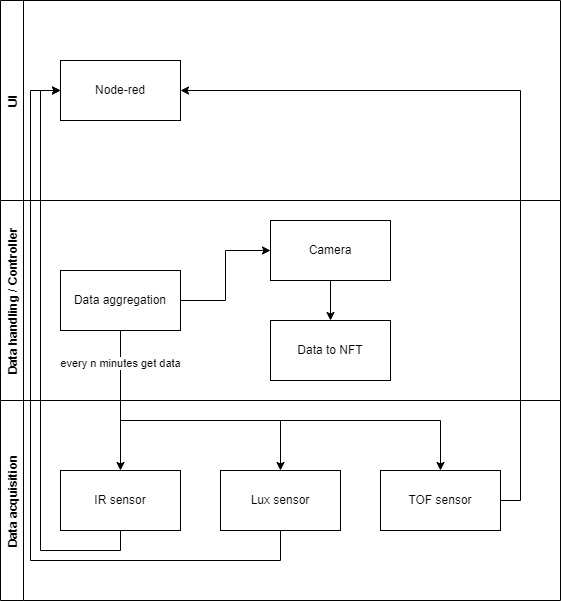 UI
Node-red
Data handling / Controller
Camera
Data aggregation
Data to NFT
every n minutes get data
Data acquisition
IR sensor
Lux sensor
TOF sensor